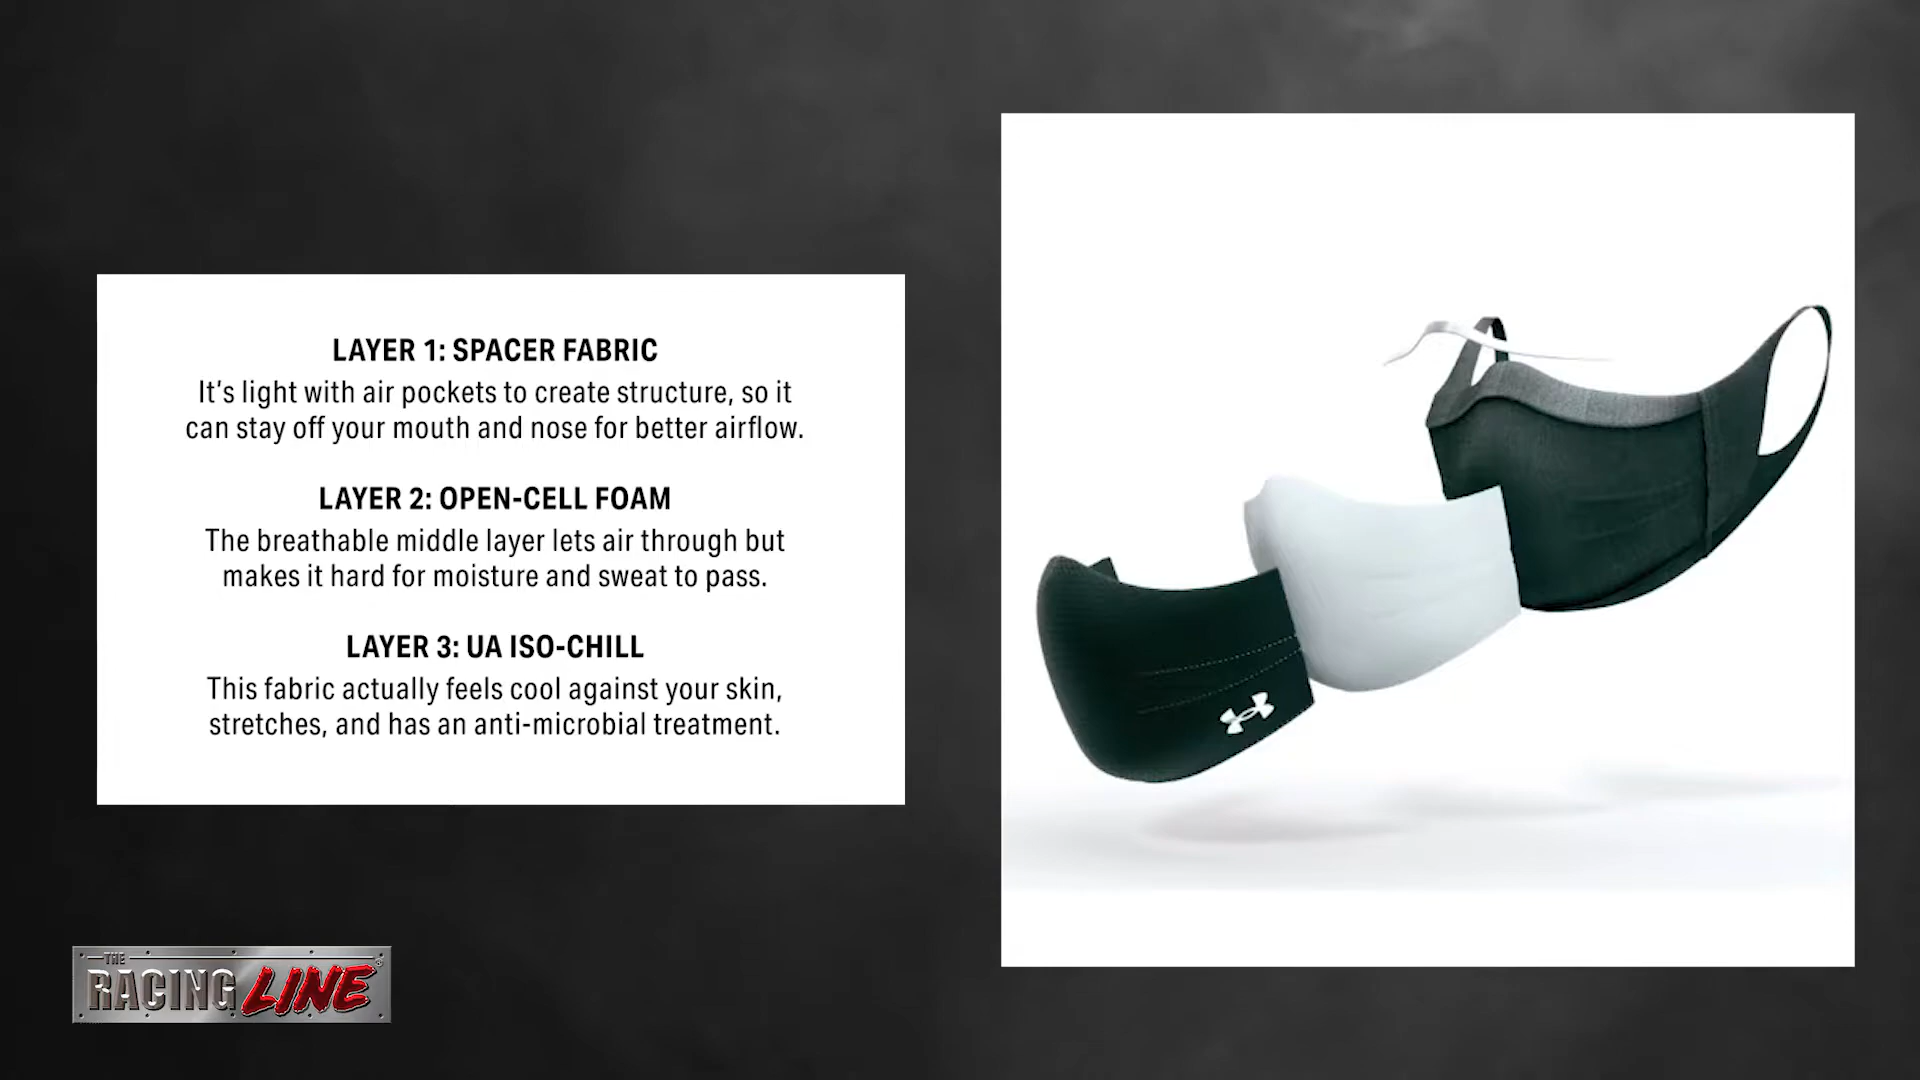 LAYER 1: SPACER FABRIC
It's light with air pockets to create structure, so it
can stay off your mouth and nose for better airflow.
LAYER 2: OPEN-CELL FOAM
The breathable middle layer lets air through but
makes it hard for moisture and sweat to pass.
LAYER 3: UA ISO-CHILL
This fabric actually feels cool against your skin,
stretches, and has an anti-microbial treatment.
THE
RACING LINE